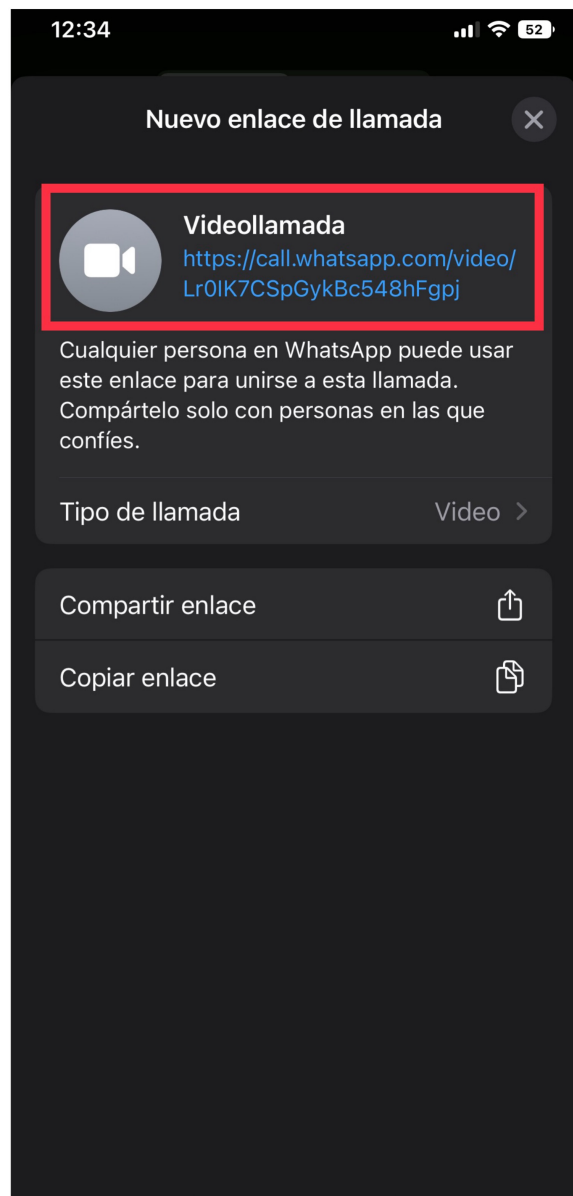 12:34
52
Nuevo enlace de llamada
Videollamada
https://call.whatsapp.com/video/
Lr0IK7CSpGykBc548hFgpj
Cualquier persona en WhatsApp puede usar
este enlace para unirse a esta llamada.
Compártelo solo con personas en las que
confíes.
Tipo de llamada
Video
Compartir enlace
Copiar enlace